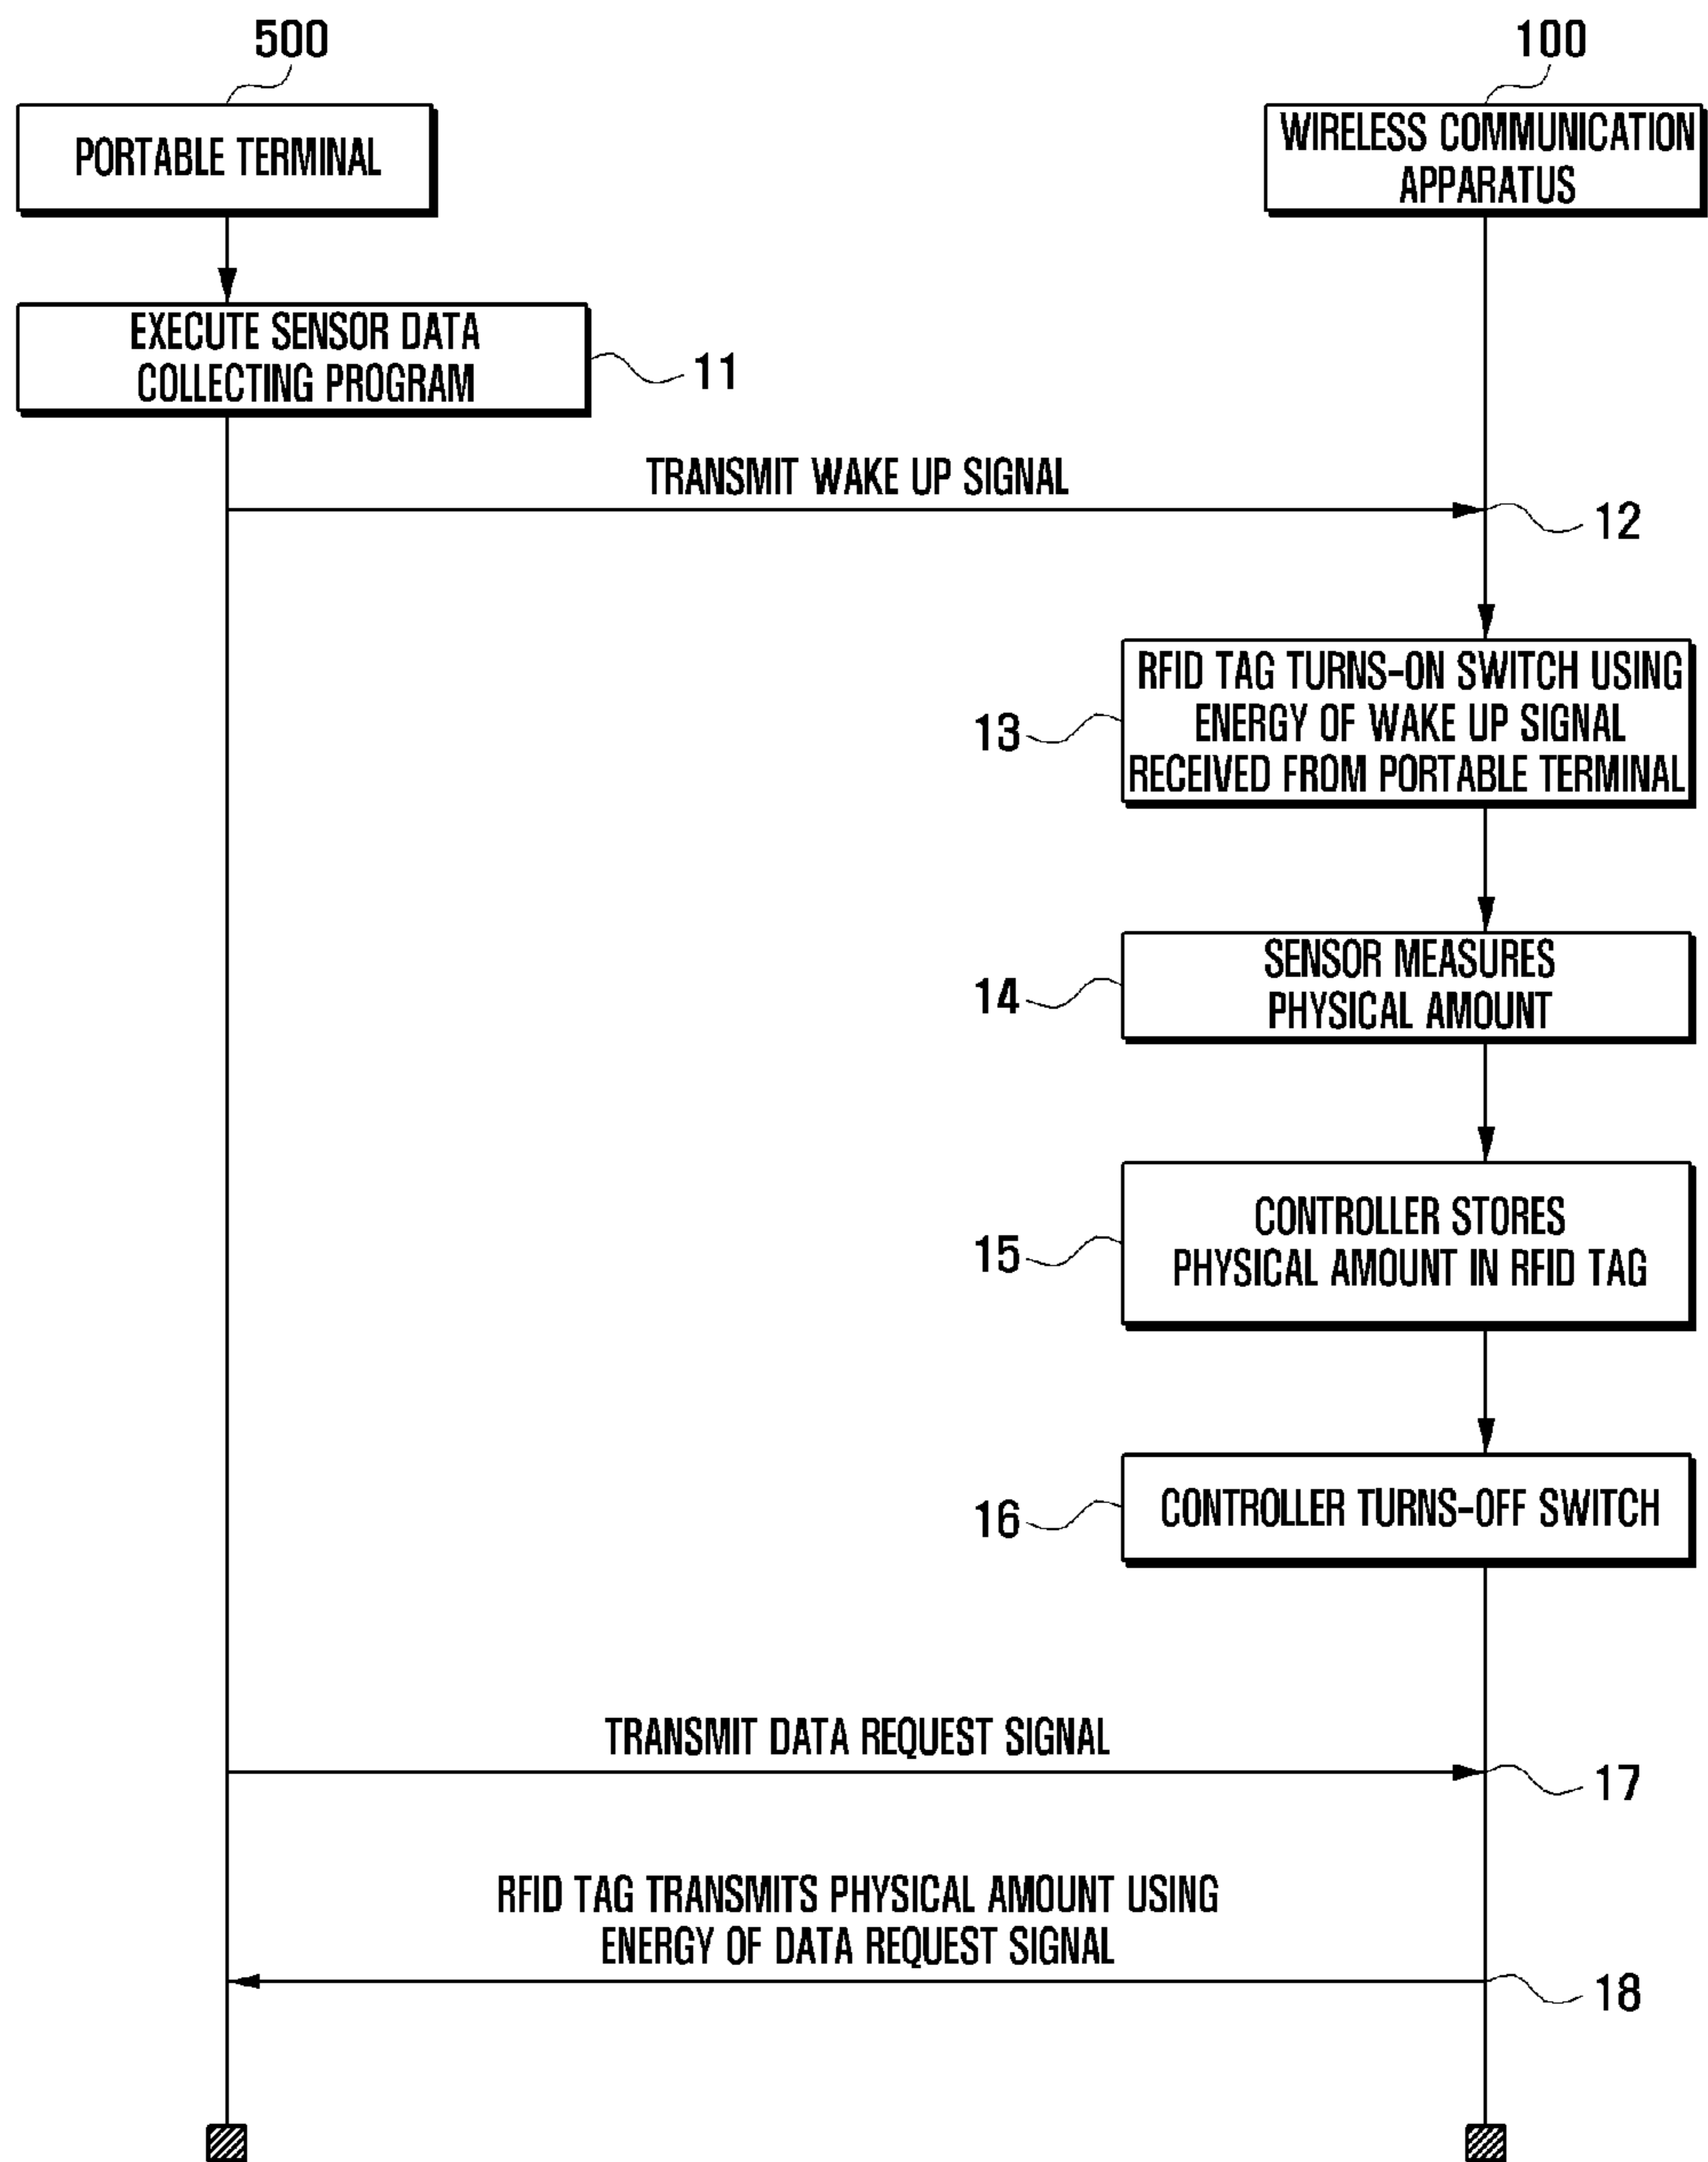 500
100
PORTABLE TERMINAL
WIRELESS COMMUNICATION
APPARATUS
EXECUTE SENSOR DATA
COLLECTING PROGRAM
11
TRANSMIT WAKE UP SIGNAL
12
RFID TAG TURNS-ON SWITCH USING
ENERGY OF WAKE UP SIGNAL
RECEIVED FROM PORTABLE TERMINAL
13
SENSOR MEASURES
PHYSICAL AMOUNT
14
CONTROLLER STORES
PHYSICAL AMOUNT IN RFID TAG
15
CONTROLLER TURNS-OFF SWITCH
16
TRANSMIT DATA REQUEST SIGNAL
17
RFID TAG TRANSMITS PHYSICAL AMOUNT USING
ENERGY OF DATA REQUEST SIGNAL
18